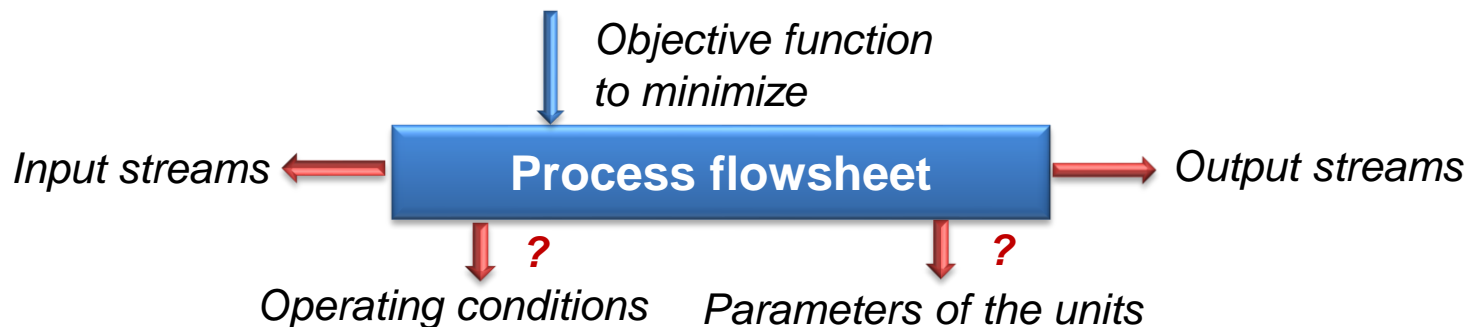 Objective function
to minimize
Input streams
Process flowsheet
Output streams
?
?
Operating conditions
Parameters of the units